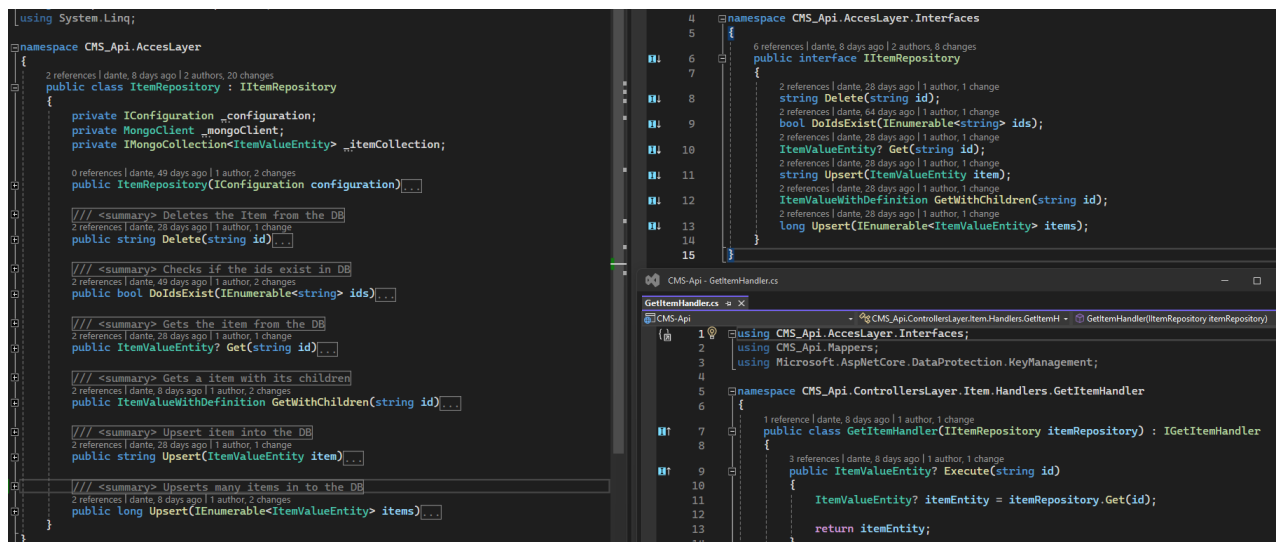 using System.Linq;
namespace CMS_Api.AccesLayer
{
2 references | dante, 8 days ago | 2 authors, 20 changes
public class ItemRepository : IItemRepository
{
private IConfiguration _configuration;
private MongoClient _mongoClient;
private IMongoCollection<ItemValueEntity> _itemCollection;
0 references | dante, 49 days ago | 1 author, 2 changes
public ItemRepository(IConfiguration configuration)...
/// <summary> Deletes the Item from the DB
2 references | dante, 28 days ago | 1 author, 1 change
public string Delete(string id)...
/// <summary> Checks if the ids exist in DB
2 references | dante, 49 days ago | 1 author, 2 changes
public bool DoIdsExist(IEnumerable<string> ids)...
/// <summary> Gets the item from the DB
2 references | dante, 28 days ago | 1 author, 1 change
public ItemValueEntity? Get(string id)...
/// <summary> Gets a item with its children
2 references | dante, 8 days ago | 1 author, 2 changes
public ItemValueWithDefinition GetWithChildren(string id)...
/// <summary> Upsert item into the DB
2 references | dante, 28 days ago | 1 author, 1 change
public string Upsert(ItemValueEntity item)...
/// <summary> Upserts many items in to the DB
2 references | dante, 8 days ago | 1 author, 2 changes
public long Upsert(IEnumerable<ItemValueEntity> items)...
}
}
4 namespace CMS_Api.AccesLayer.Interfaces
5 {
6 references | dante, 8 days ago | 2 authors, 8 changes
6 public interface IItemRepository
7 {
2 references | dante, 28 days ago | 1 author, 1 change
8 string Delete(string id);
2 references | dante, 64 days ago | 1 author, 1 change
9 bool DoIdsExist(IEnumerable<string> ids);
2 references | dante, 28 days ago | 1 author, 1 change
10 ItemValueEntity? Get(string id);
2 references | dante, 28 days ago | 1 author, 1 change
11 string Upsert(ItemValueEntity item);
2 references | dante, 28 days ago | 1 author, 1 change
12 ItemValueWithDefinition GetWithChildren(string id);
2 references | dante, 28 days ago | 1 author, 1 change
13 long Upsert(IEnumerable<ItemValueEntity> items);
14 }
15 }
CMS-Api - GetItemHandler.cs
GetItemHandler.cs
CMS-Api CMS_Api.ControllersLayer.Item.Handlers.GetItemH GetItemHandler(IItemRepository itemRepository)
1 using CMS_Api.AccesLayer.Interfaces;
2 using CMS_Api.Mappers;
3 using Microsoft.AspNetCore.DataProtection.KeyManagement;
4
5 namespace CMS_Api.ControllersLayer.Item.Handlers.GetItemHandler
6 {
1 reference | dante, 8 days ago | 1 author, 1 change
7 public class GetItemHandler(IItemRepository itemRepository) : IGetItemHandler
8 {
3 references | dante, 8 days ago | 1 author, 1 change
9 public ItemValueEntity? Execute(string id)
10 {
11 ItemValueEntity? itemEntity = itemRepository.Get(id);
12
13 return itemEntity;